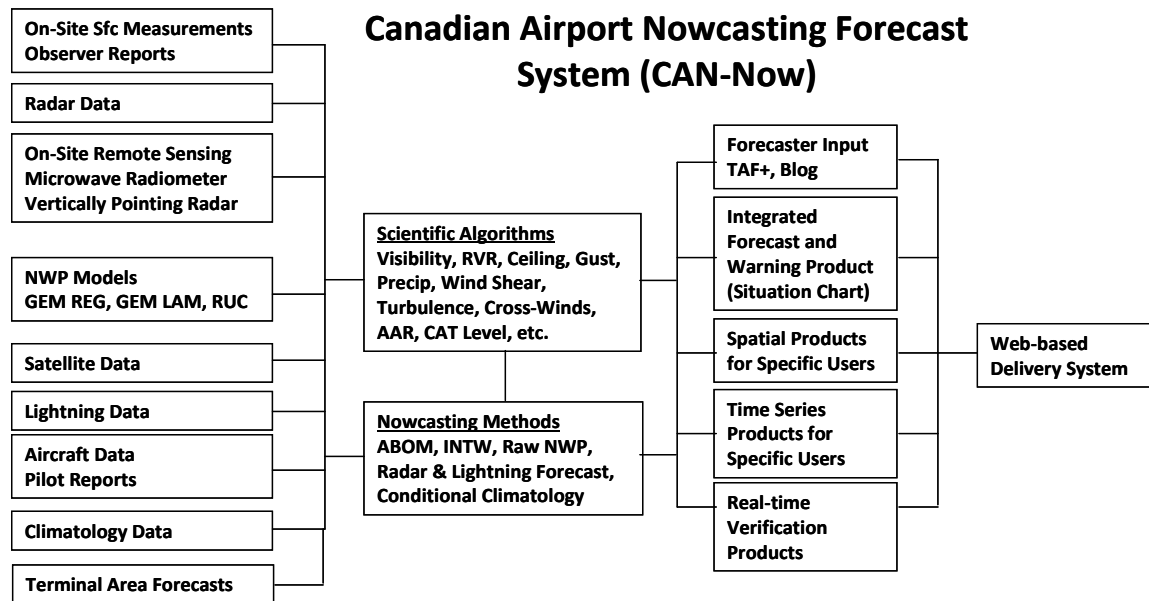 Canadian Airport Nowcasting Forecast
System (CAN-Now)
On-Site Sfc Measurements
Observer Reports
Radar Data
On-Site Remote Sensing
Microwave Radiometer
Vertically Pointing Radar
NWP Models
GEM REG, GEM LAM, RUC
Satellite Data
Lightning Data
Aircraft Data
Pilot Reports
Climatology Data
Terminal Area Forecasts
Scientific Algorithms
Visibility, RVR, Ceiling, Gust,
Precip, Wind Shear,
Turbulence, Cross-Winds,
AAR, CAT Level, etc.
Nowcasting Methods
ABOM, INTW, Raw NWP,
Radar & Lightning Forecast,
Conditional Climatology
Forecaster Input
TAF+, Blog
Integrated
Forecast and
Warning Product
(Situation Chart)
Spatial Products
for Specific Users
Time Series
Products for
Specific Users
Real-time
Verification
Products
Web-based
Delivery System